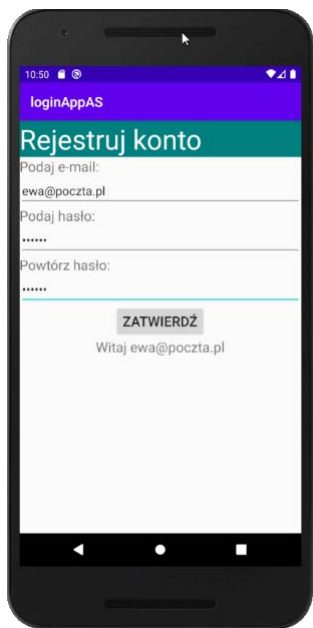 10:50
loginAppAS
Rejestruj konto
Podaj e-mail:
ewa@poczta.pl
Podaj hasło:
••••••
Powtórz hasło:
••••••
ZATWIERDŹ
Witaj ewa@poczta.pl